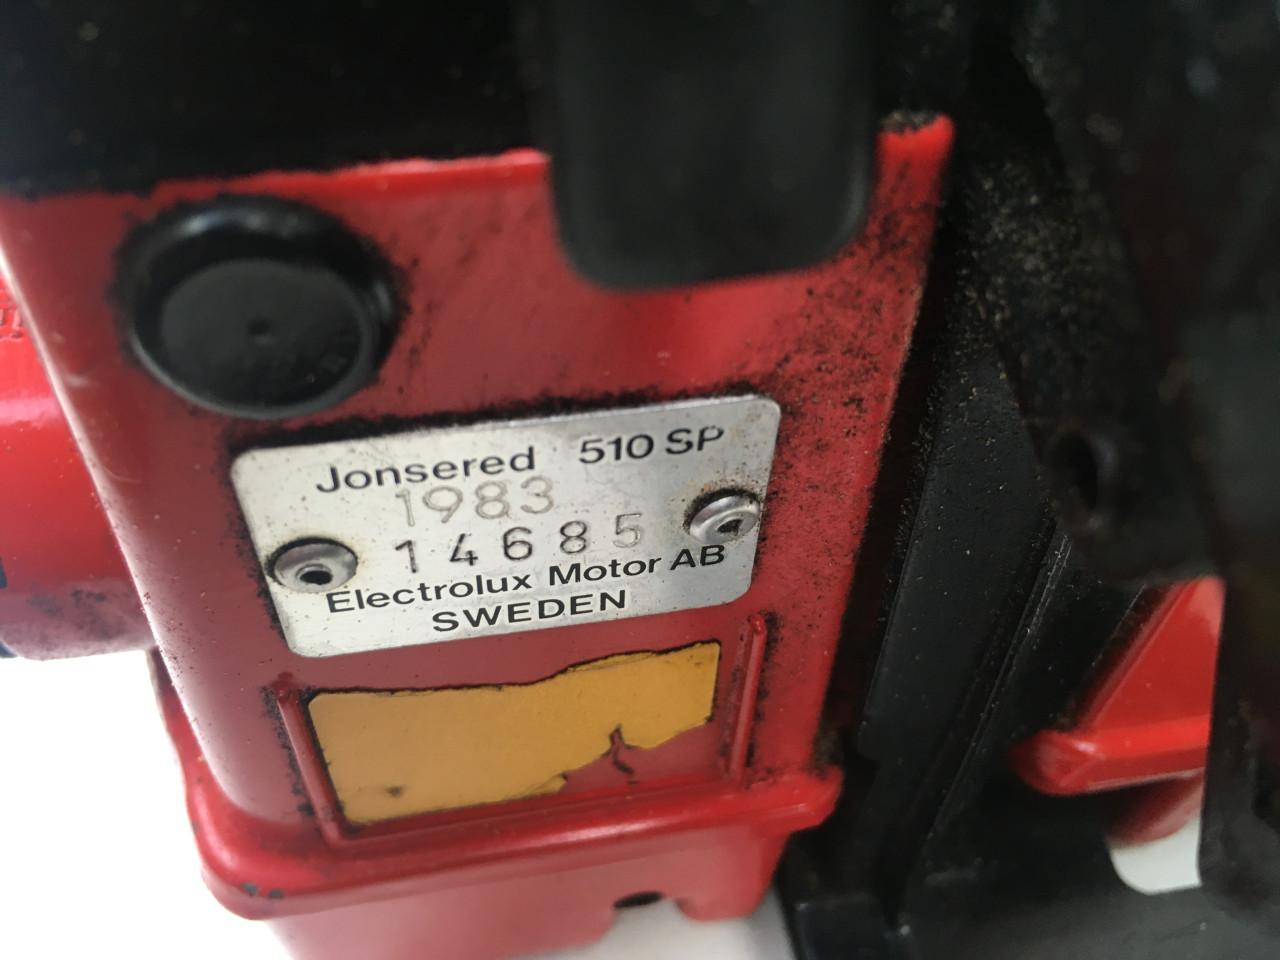 Jonsered 510 SP
1983
14685
Electrolux Motor AB
SWEDEN